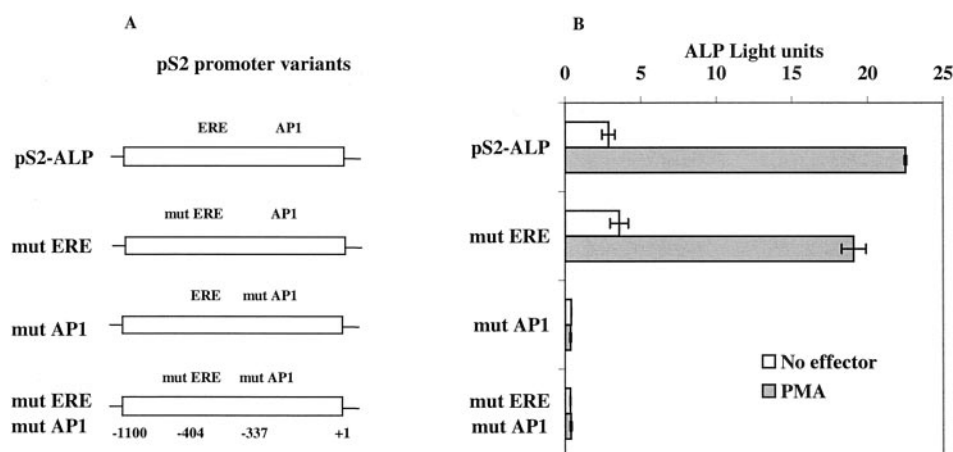 A
pS2 promoter variants
ERE AP1
pS2-ALP
mut ERE AP1
mut ERE
ERE mut AP1
mut AP1
mut ERE mut AP1
mut ERE
mut AP1
-1100 -404 -337 +1
B
ALP Light units
0 5 10 15 20 25
pS2-ALP
mut ERE
mut AP1
mut ERE
mut AP1
No effector
PMA